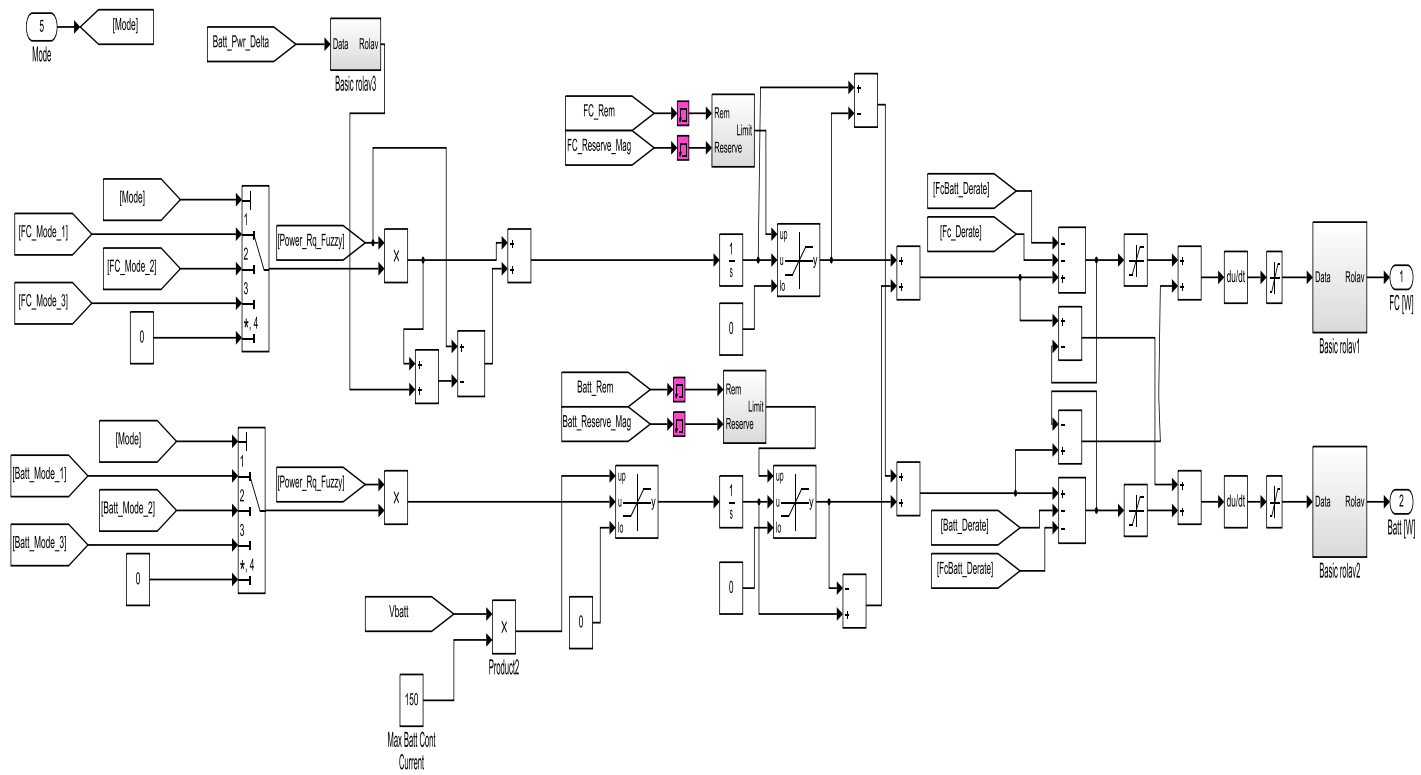 5
Mode
[Mode]
Batt_Pwr_Delta
Data Rolav
Basic rolav3
FC_Rem
FC_Reserve_Mag
Rem
Reserve
Limit
+
-
[Mode]
[FC_Mode_1]
[FC_Mode_2]
[FC_Mode_3]
0
1
2
3
*, 4
[Power_Rq_Fuzzy]
X
+
+
+
+
+
-
1
s
0
up
u
lo
y
+
+
[FcBatt_Derate]
[Fc_Derate]
-
-
+
+
-
+
+
du/dt
Data Rolav
Basic rolav1
1
FC [W]
Batt_Rem
Batt_Reserve_Mag
Rem
Reserve
Limit
[Mode]
[Batt_Mode_1]
[Batt_Mode_2]
[Batt_Mode_3]
0
1
2
3
*, 4
[Power_Rq_Fuzzy]
X
up
u
lo
y
0
1
s
0
up
u
lo
y
-
+
+
+
-
+
+
-
-
[Batt_Derate]
[FcBatt_Derate]
+
+
du/dt
Data Rolav
Basic rolav2
2
Batt [W]
Vbatt
X
Product2
150
Max Batt Cont
Current